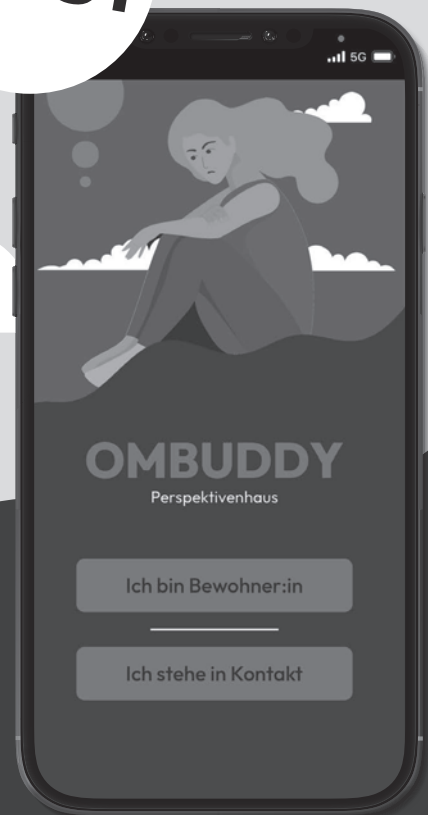 5G
OMBUDDY
Perspektivenhaus
Ich bin Bewohner:in
Ich stehe in Kontakt